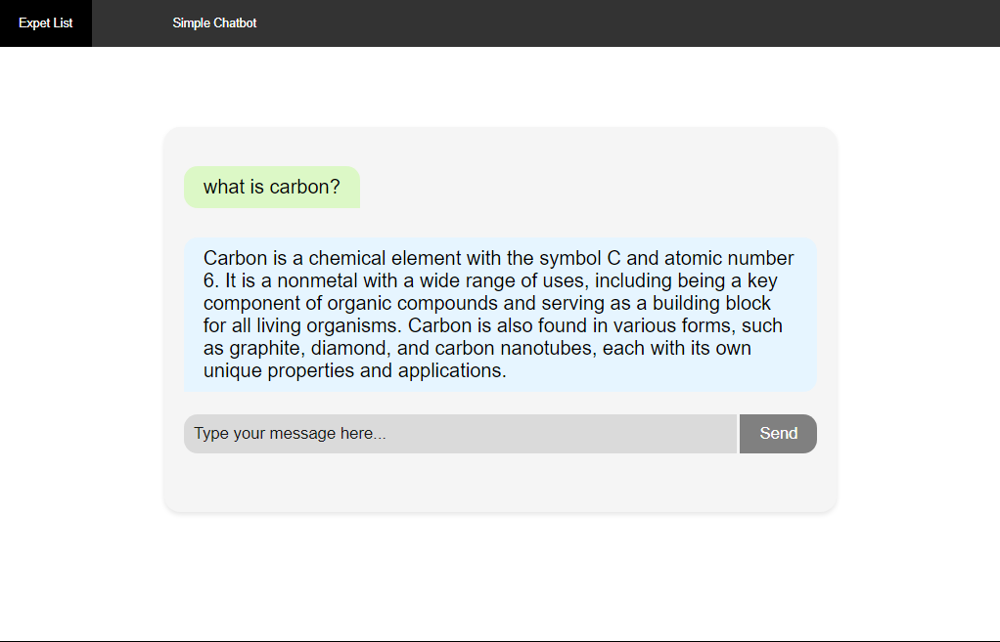 Expet List
Simple Chatbot
what is carbon?
Carbon is a chemical element with the symbol C and atomic number
6. It is a nonmetal with a wide range of uses, including being a key
component of organic compounds and serving as a building block
for all living organisms. Carbon is also found in various forms, such
as graphite, diamond, and carbon nanotubes, each with its own
unique properties and applications.
Type your message here...
Send